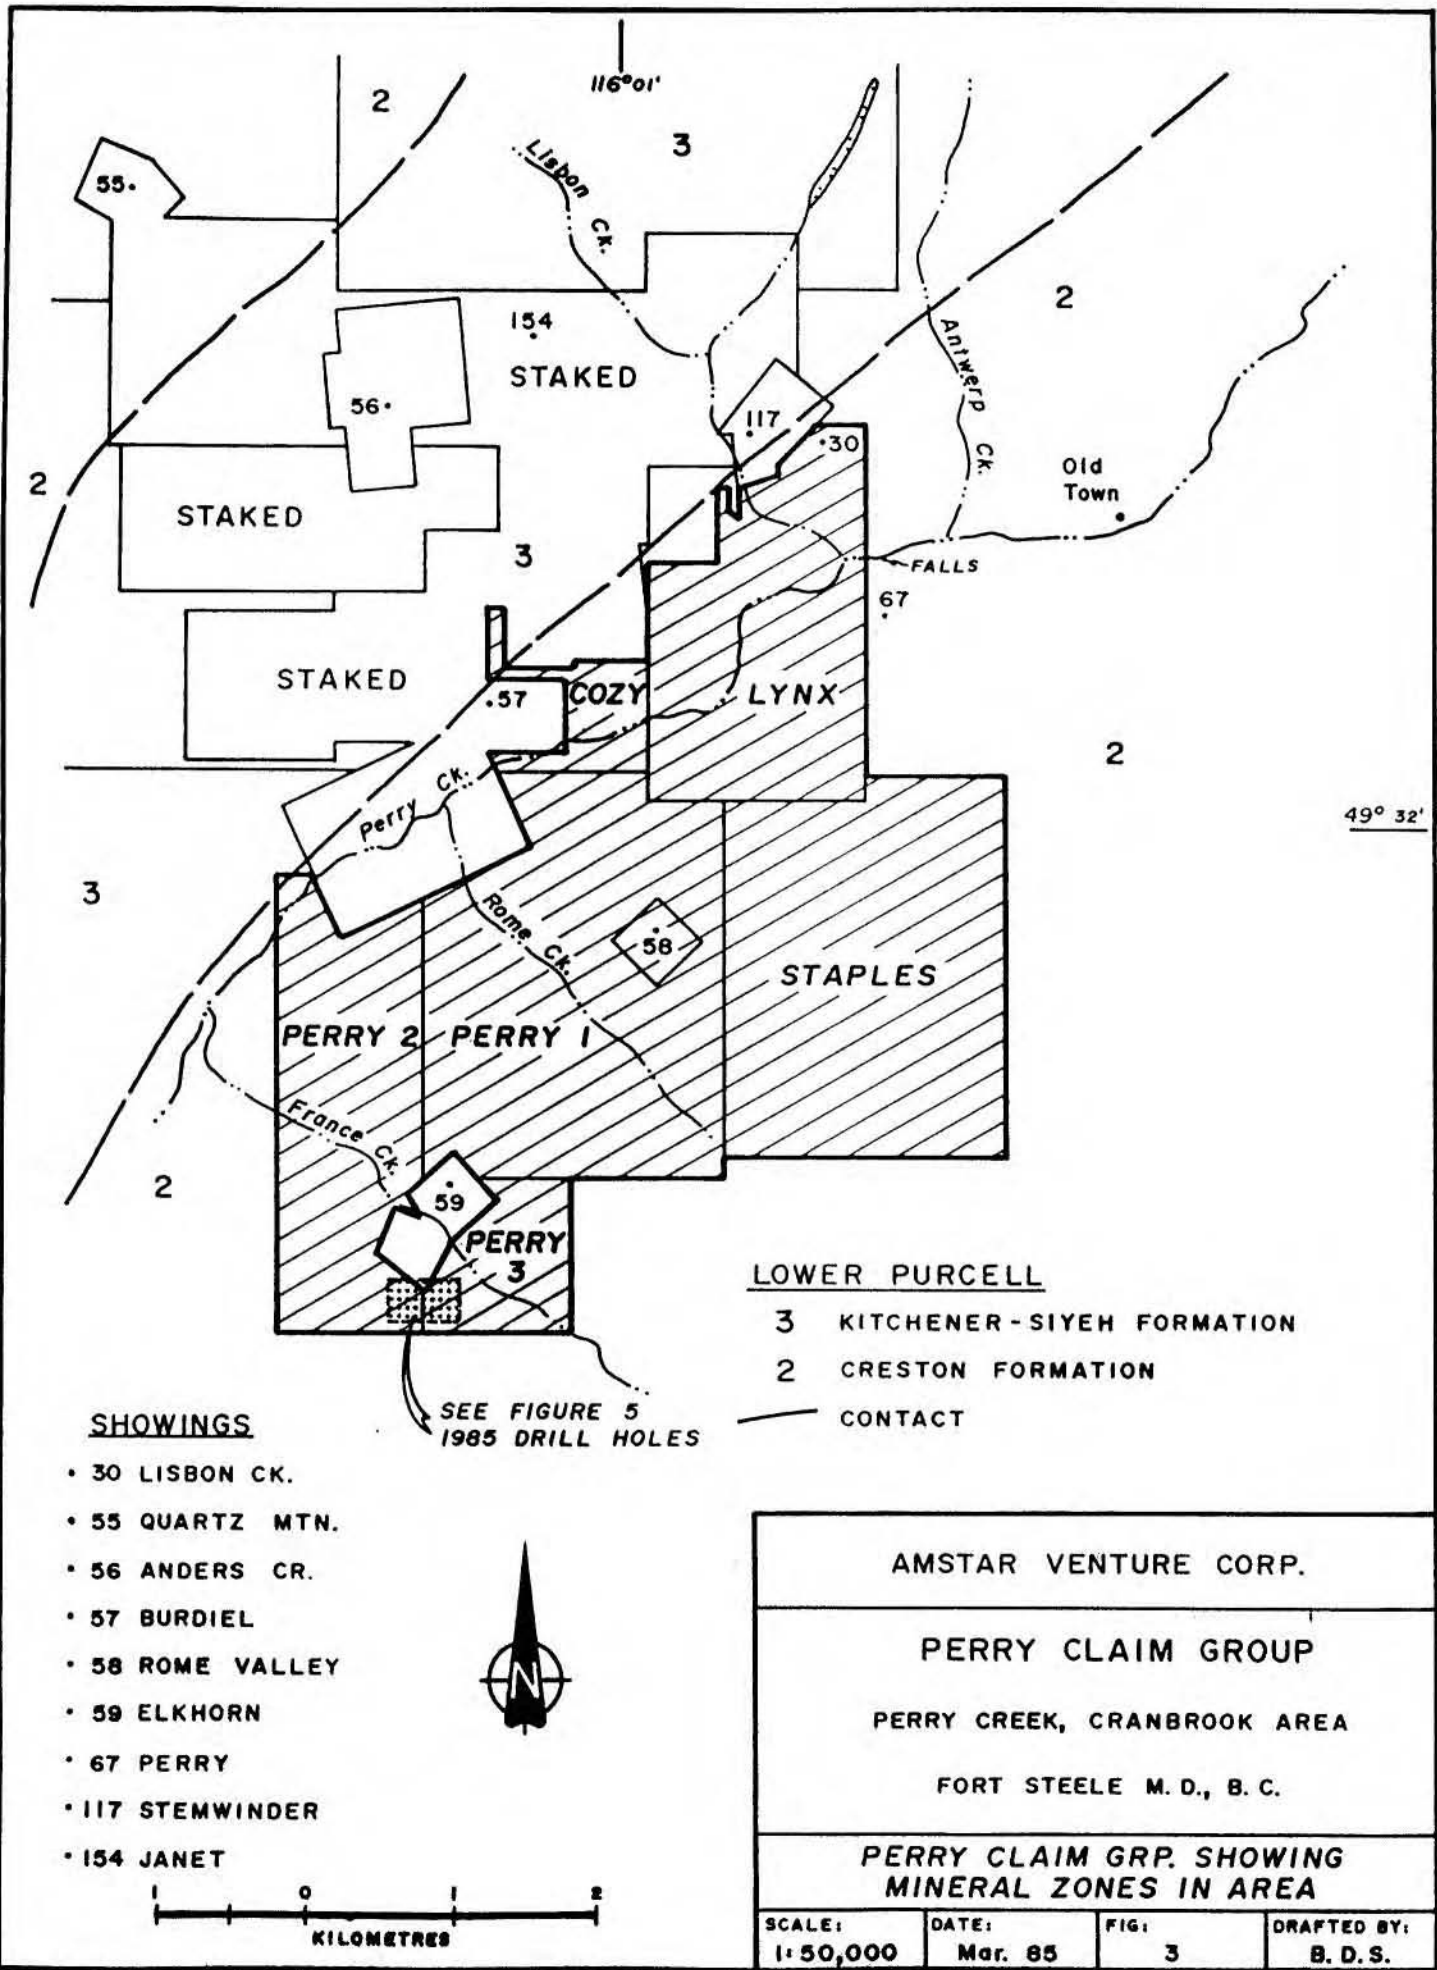 116°01'
2
3
Lisbon Ck.
55
2
154
STAKED
Antwerp Ck.
56
117
30
Old
Town
2
STAKED
3
FALLS
67
STAKED
57
COZY
LYNX
2
Perry Ck.
49° 32'
3
Rome Ck.
58
STAPLES
PERRY 2
PERRY 1
France Ck.
2
59
PERRY
3
LOWER PURCELL
3 KITCHENER-SIYEH FORMATION
2 CRESTON FORMATION
CONTACT
SEE FIGURE 5
1985 DRILL HOLES
SHOWINGS
• 30 LISBON CK.
• 55 QUARTZ MTN.
• 56 ANDERS CR.
• 57 BURDIEL
• 58 ROME VALLEY
• 59 ELKHORN
• 67 PERRY
• 117 STEMWINDER
• 154 JANET
N
1 0 1 2
KILOMETRES
AMSTAR VENTURE CORP.
PERRY CLAIM GROUP
PERRY CREEK, CRANBROOK AREA
FORT STEELE M. D., B. C.
PERRY CLAIM GRP. SHOWING
MINERAL ZONES IN AREA
SCALE: DATE: FIG: DRAFTED BY:
1:50,000 Mar. 85 3 B. D. S.